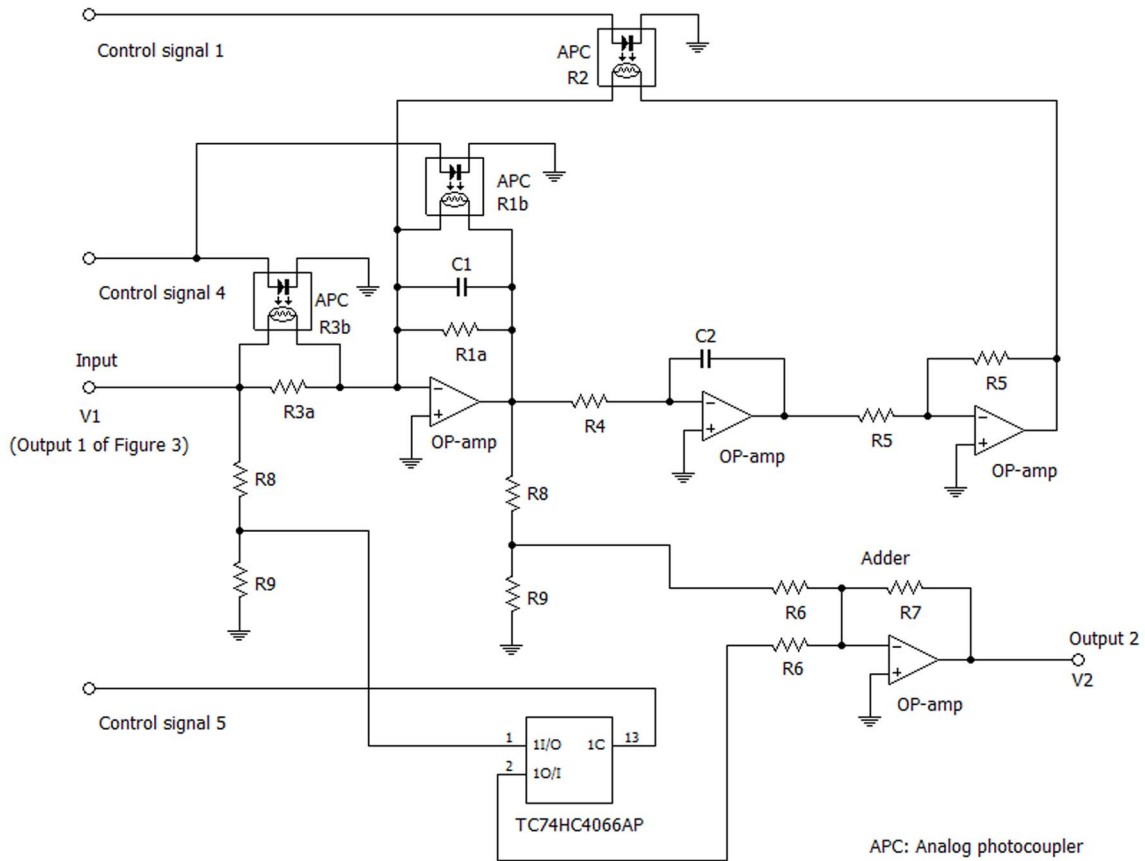 Control signal 1
APC
R2
APC
R1b
Control signal 4
APC
R3b
C1
R1a
Input
V1
(Output 1 of Figure 3)
R3a
OP-amp
R4
C2
OP-amp
R5
R5
OP-amp
R8
R9
R8
R9
Adder
R6
R7
R6
OP-amp
Output 2
V2
Control signal 5
1
1I/O
1C
13
2
1O/I
TC74HC4066AP
APC: Analog photocoupler